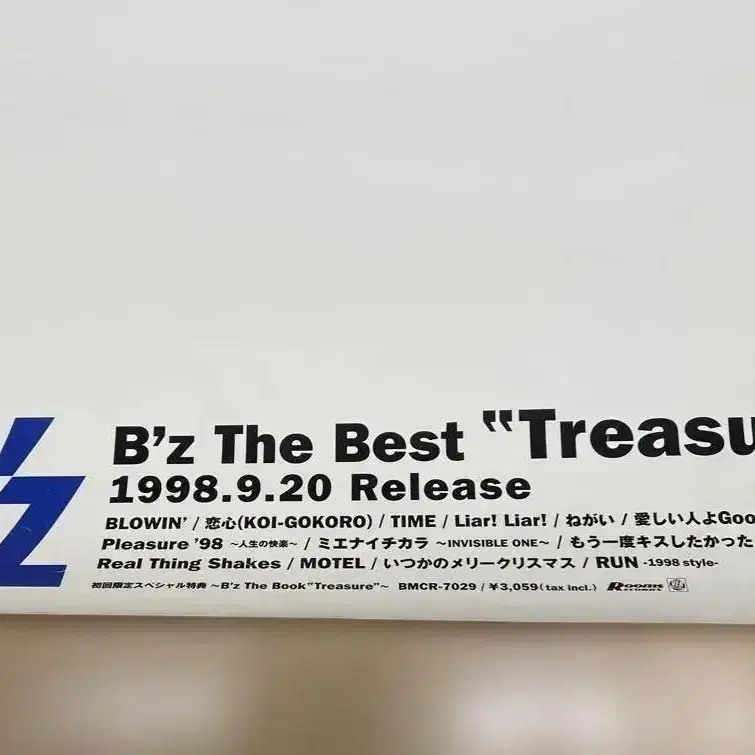 'z
B'z The Best "Treasu
1998.9.20 Release
BLOWIN' / 恋心(KOI-GOKORO) / TIME / Liar! Liar! / ねがい / 愛しい人よGoo
Pleasure '98 ～人生の快楽～ / ミエナイチカラ ～INVISIBLE ONE～ / もう一度キスしたかった
Real Thing Shakes / MOTEL / いつかのメリークリスマス / RUN -1998 style-
初回限定スペシャル特典 ～B'z The Book"Treasure"～ BMCR-7029 / ¥3,059(tax incl.) Rooms RECORDS